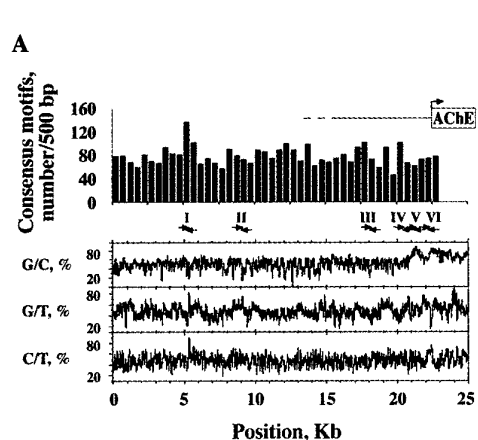 A
Consensus motifs,
number/500 bp
160
120
80
40
0
AChE
I II III IV V VI
G/C, %
80
20
G/T, %
80
20
C/T, %
80
20
0 5 10 15 20 25
Position, Kb